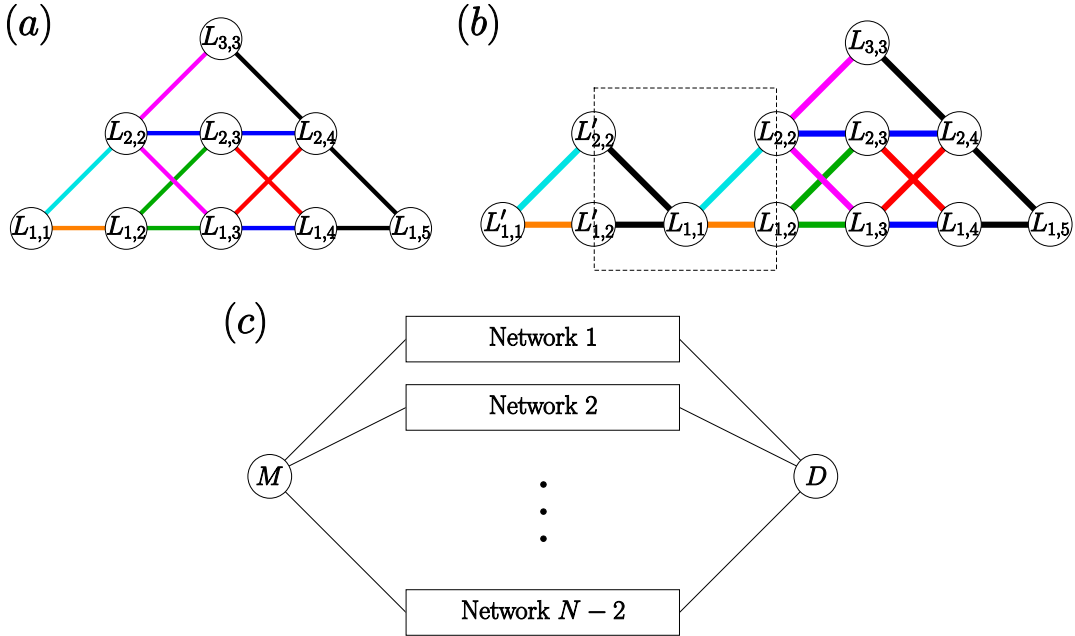 (a)
L3,3
L2,2 L2,3 L2,4
L1,1 L1,2 L1,3 L1,4 L1,5
(b)
L3,3
L′2,2 L2,2 L2,3 L2,4
L′1,1 L′1,2 L1,1 L1,2 L1,3 L1,4 L1,5
(c)
Network 1
Network 2
M D
Network N − 2